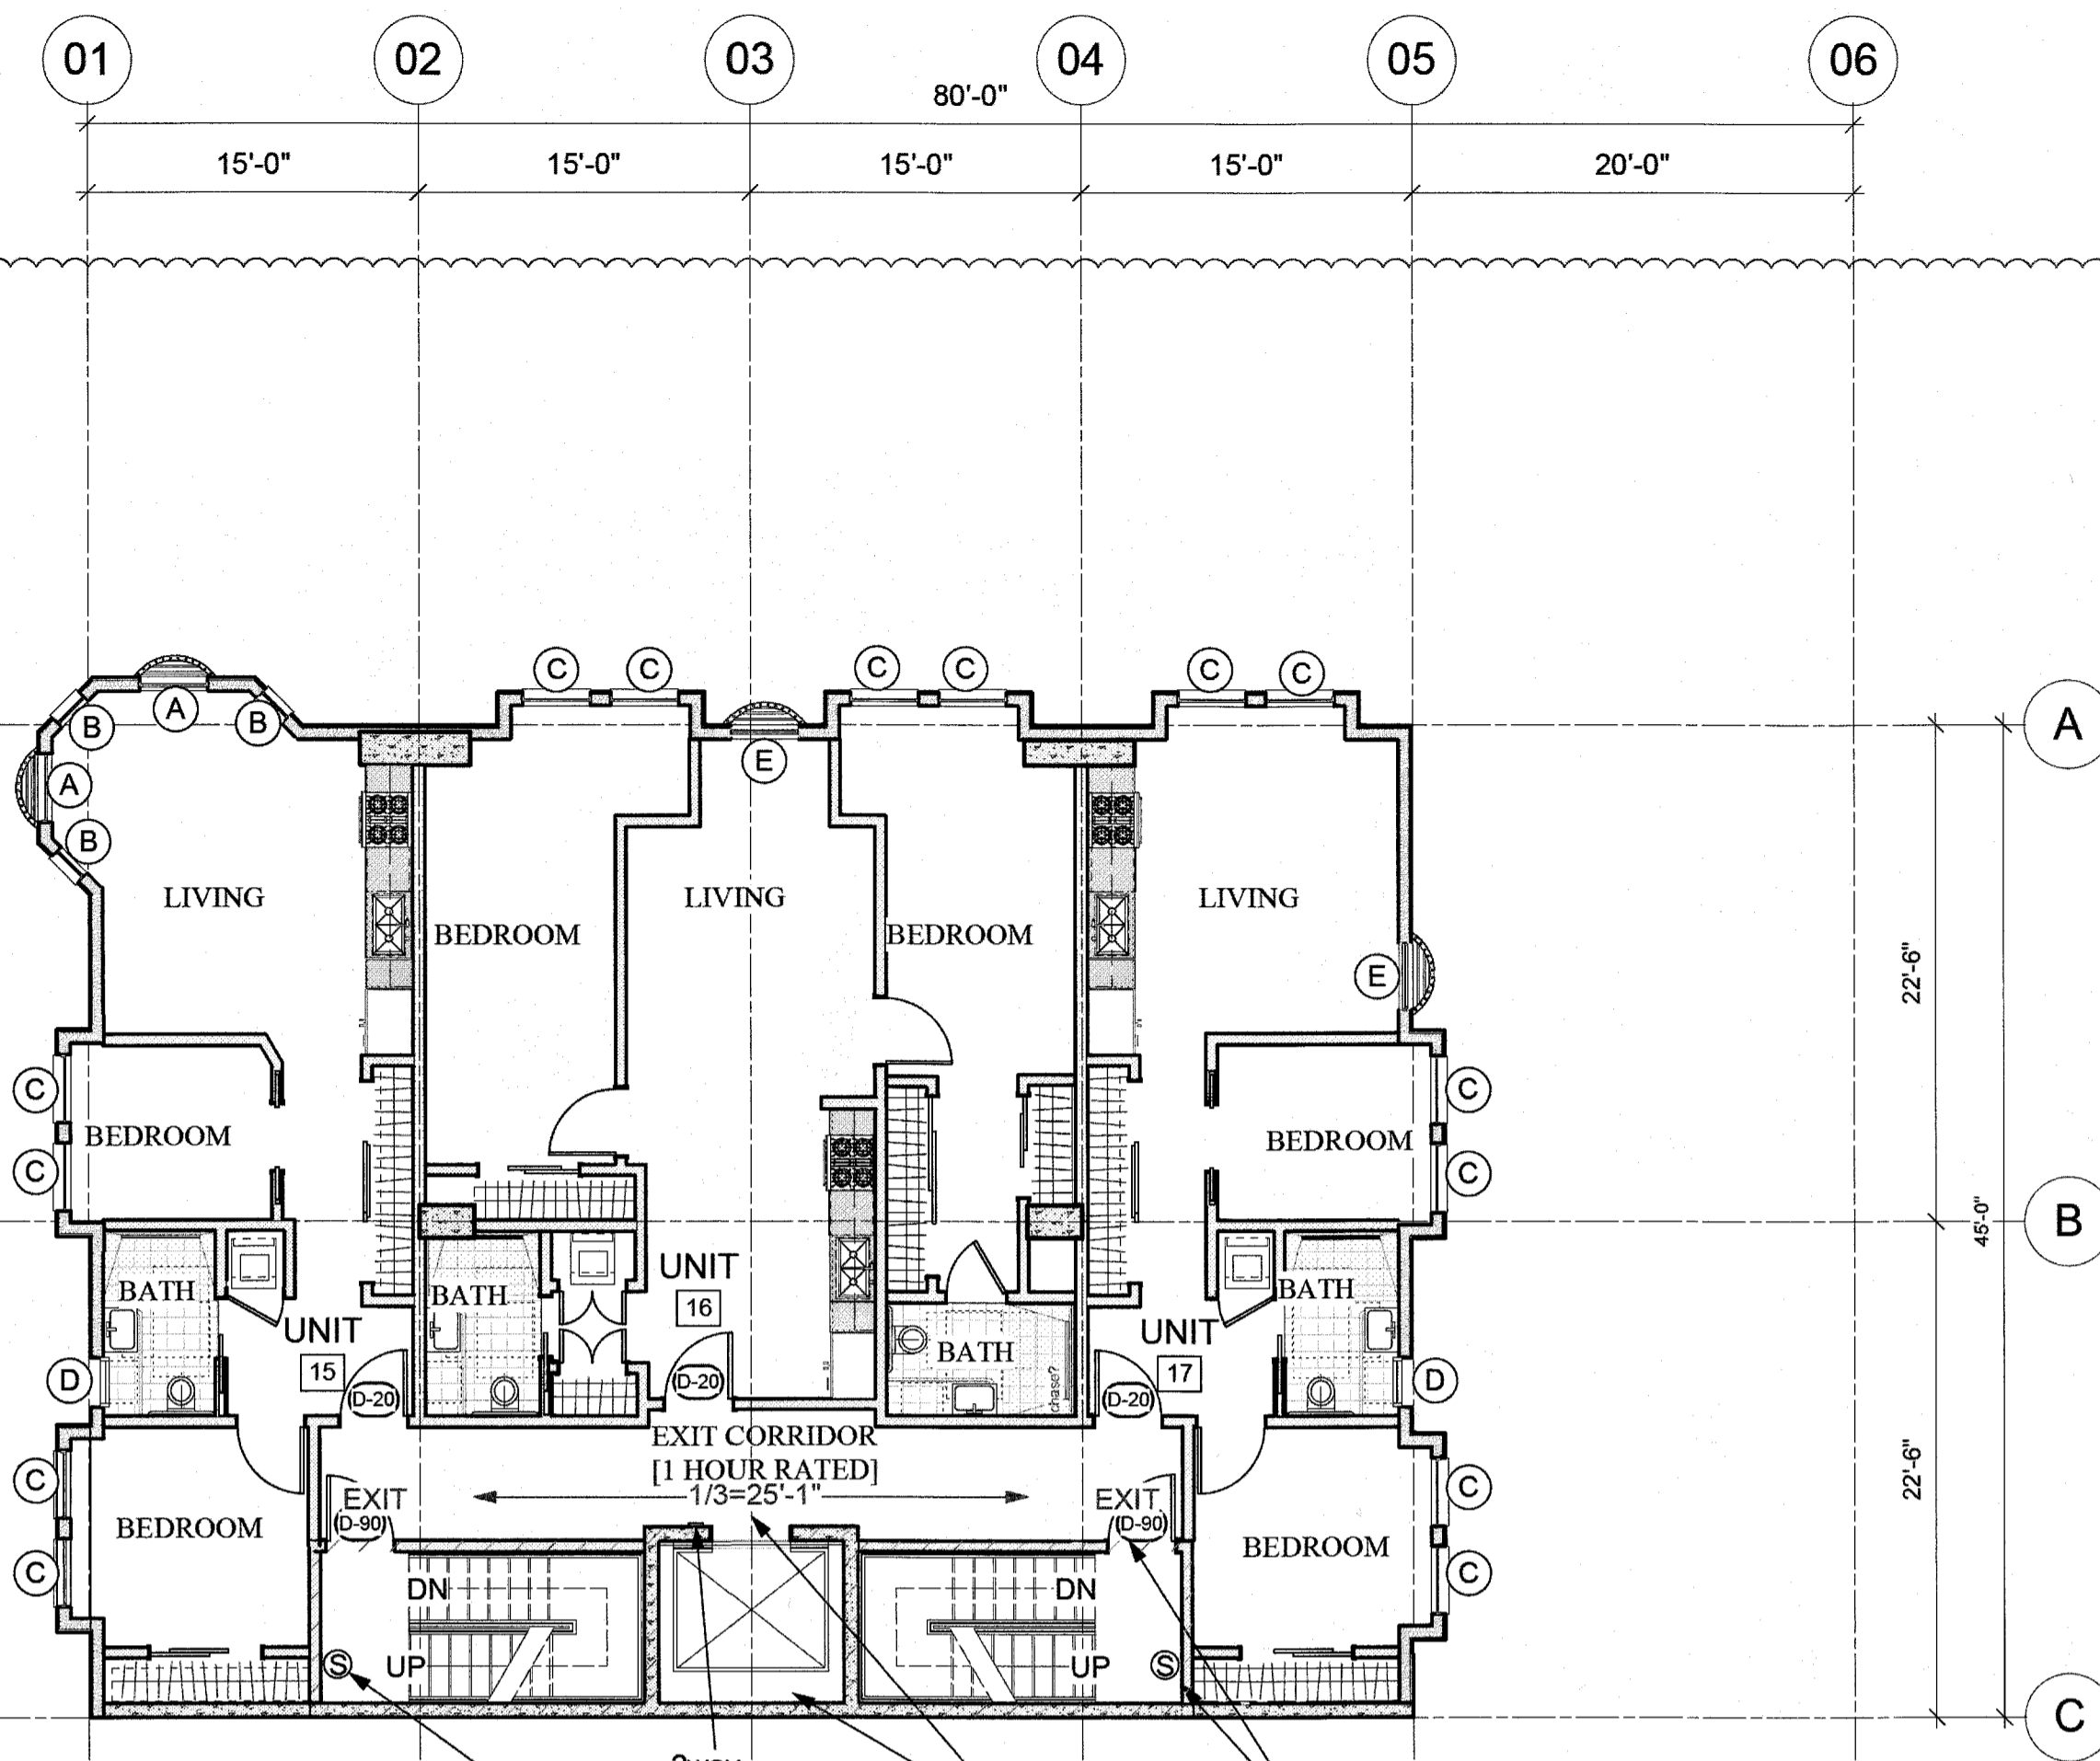 01 02 03 04 05 06
80'-0"
15'-0" 15'-0" 15'-0" 15'-0" 20'-0"
C C C C C C
B A B
E
A
A
B
LIVING LIVING LIVING
BEDROOM BEDROOM
E
22'-6"
C C
BEDROOM BEDROOM
C C
45'-0"
B
UNIT
16
BATH BATH BATH
UNIT UNIT
15 17
BATH
chase?
D D
D-20 D-20 D-20
EXIT CORRIDOR
[1 HOUR RATED]
1/3=25'-1"
C C
22'-6"
EXIT EXIT
D-90 D-90
BEDROOM BEDROOM
C C
DN DN
S UP UP S
C